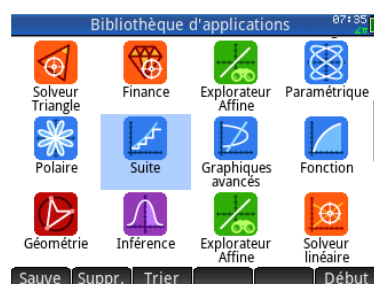 Bibliothèque d'applications 07:35
∠π
Solveur Triangle Finance Explorateur Affine Paramétrique
Polaire Suite Graphiques avancés Fonction
Géométrie Inférence Explorateur Affine Solveur linéaire
Sauve Suppr. Trier Début